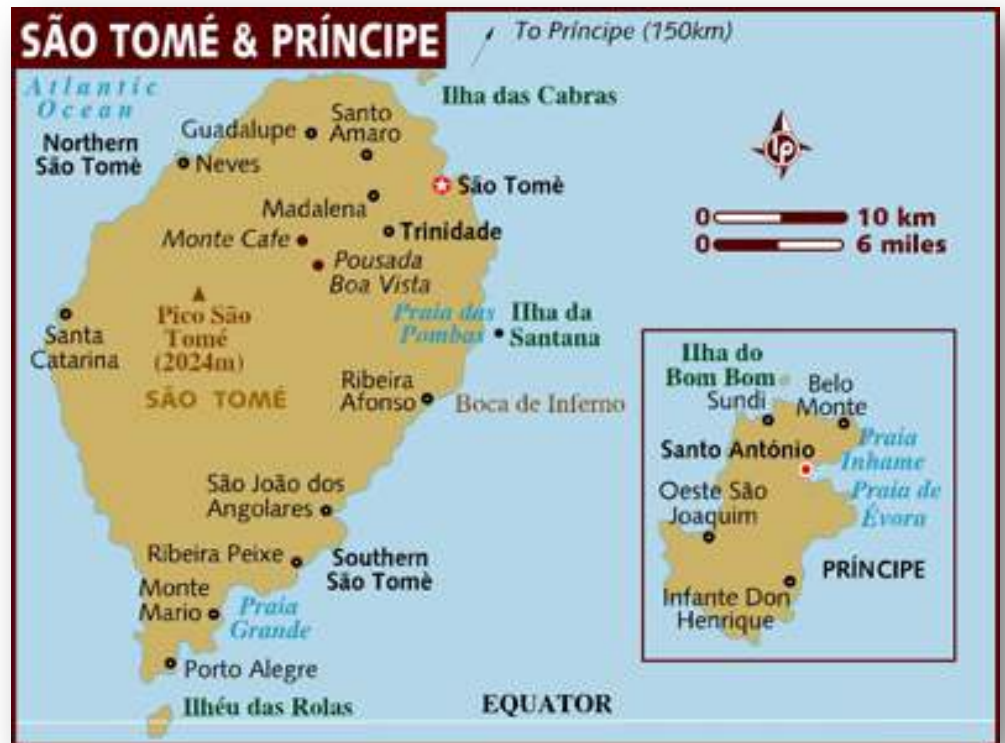 SÃO TOMÉ & PRÍNCIPE
To Príncipe (150km)
Atlantic
Ocean
Ilha das Cabras
Northern
São Tomè
Guadalupe
Santo
Amaro
Neves
São Tomè
Madalena
Trinidade
Monte Cafe
Pousada
Boa Vista
0 10 km
0 6 miles
lp
Pico São
Tomé
(2024m)
Santa
Catarina
Praia das
Pombas
Ilha da
Santana
SÃO TOMÉ
Ribeira
Afonso
Boca de Inferno
São João dos
Angolares
Ribeira Peixe
Southern
São Tomè
Monte
Mario
Praia
Grande
Porto Alegre
Ilhéu das Rolas
EQUATOR
Ilha do
Bom Bom
Sundi
Belo
Monte
Santo António
Praia
Inhame
Oeste São
Joaquim
Praia de
Évora
PRÍNCIPE
Infante Don
Henrique